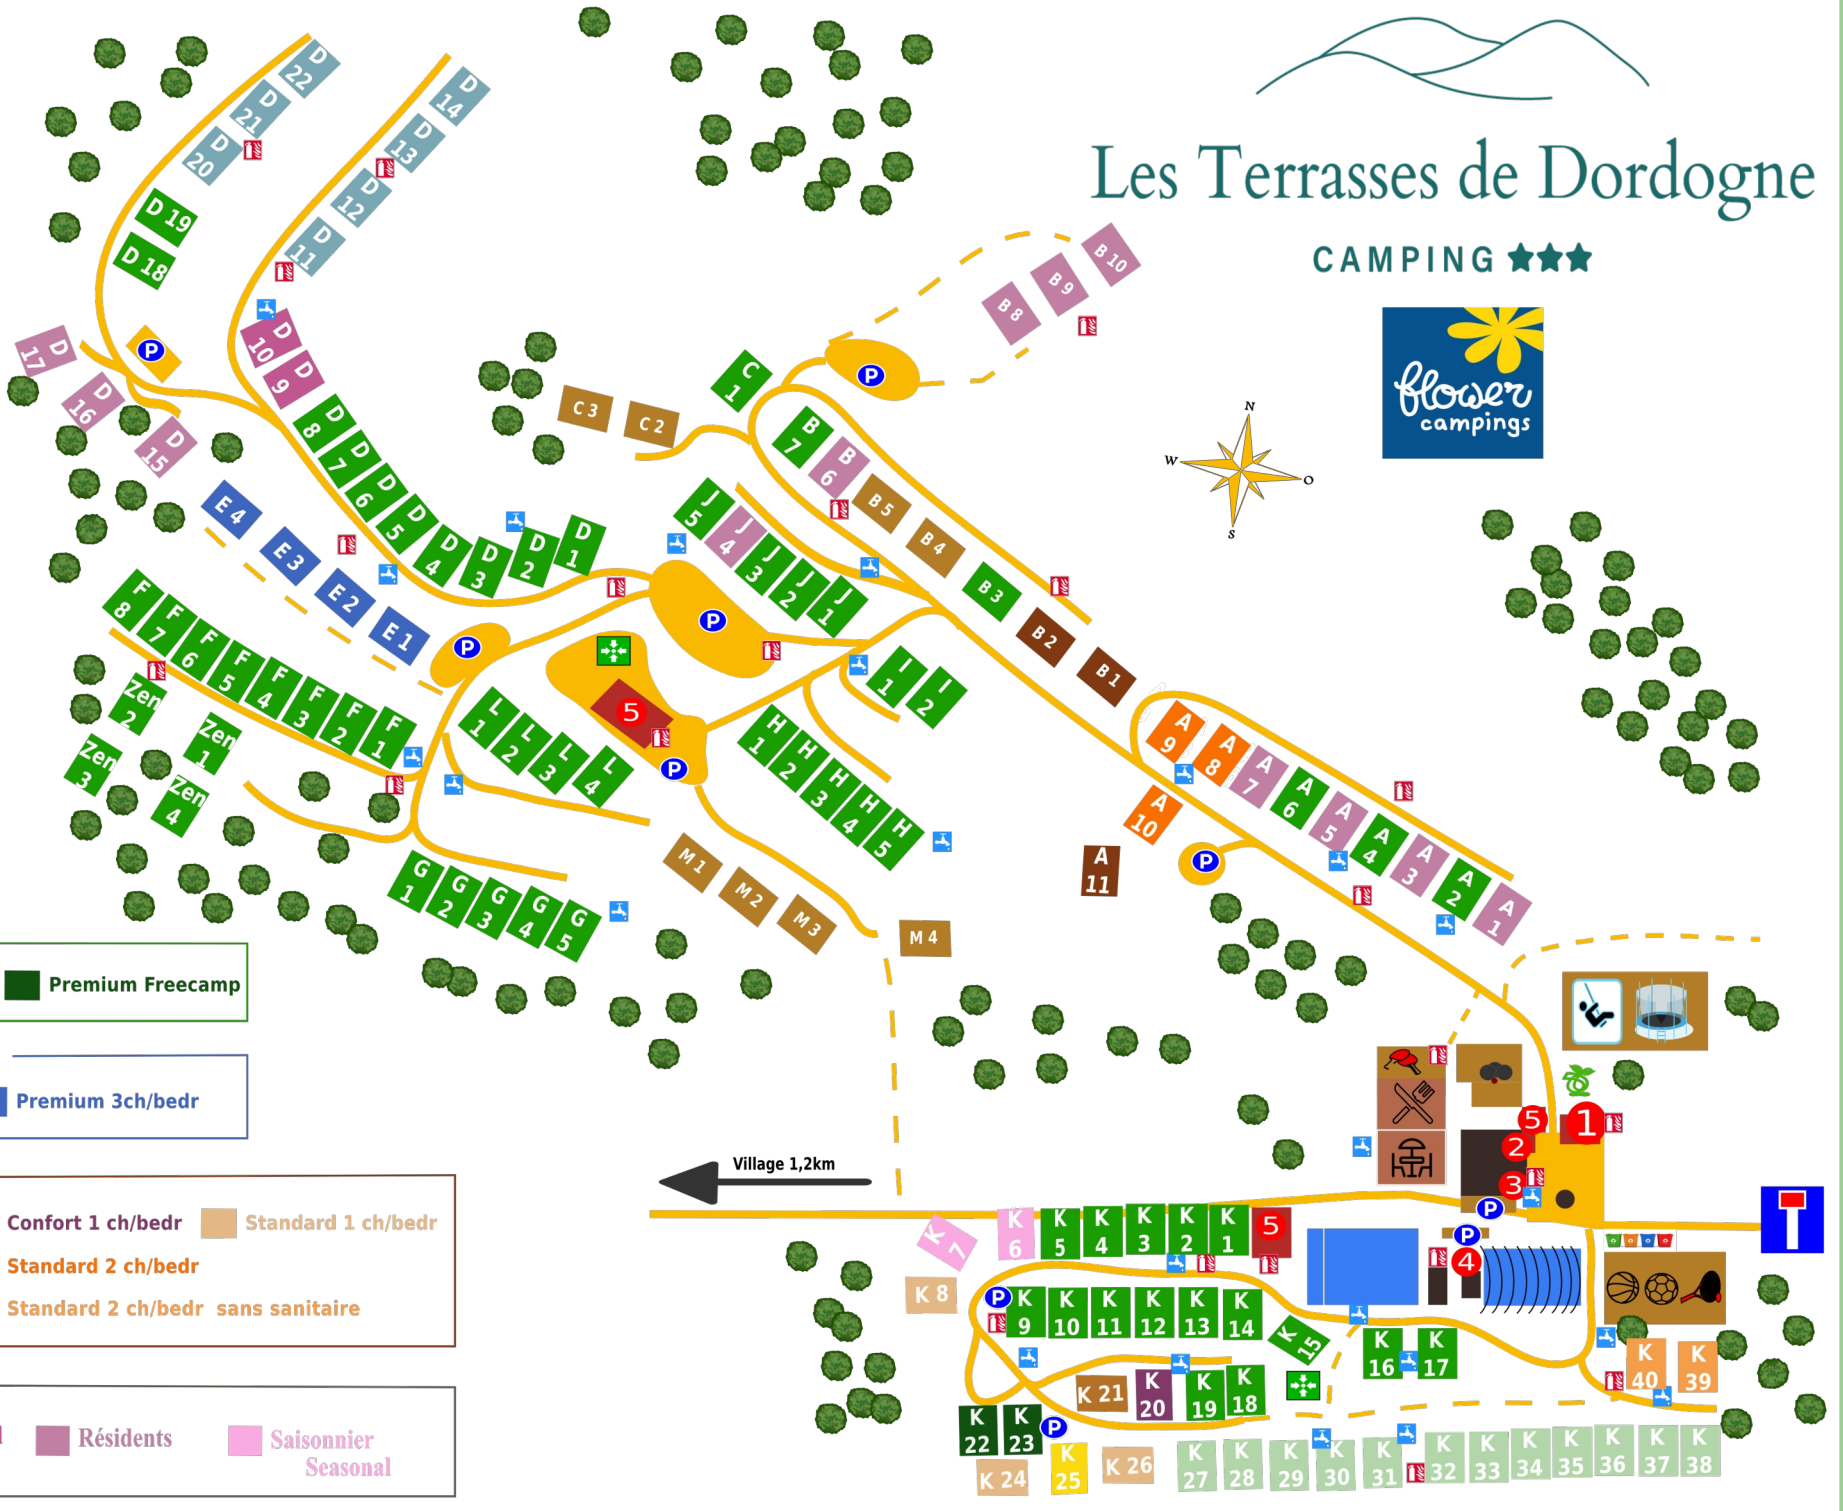 Les Terrasses de Dordogne
CAMPING
flower
campings
N
W
O
S
D 22
D 21
D 20
D 19
D 18
D 17
D 16
D 15
D 14
D 13
D 12
D 11
D 10
D 9
D 8
D 7
D 6
D 5
D 4
D 3
D 2
D 1
P
E 4
E 3
E 2
E 1
P
F 8
F 7
F 6
F 5
F 4
F 3
F 2
F 1
Zen 2
Zen 1
Zen 3
Zen 4
G 1
G 2
G 3
G 4
G 5
L 1
L 2
L 3
L 4
5
P
P
C 3
C 2
C 1
P
B 10
B 9
B 8
B 7
B 6
B 5
B 4
B 3
B 2
B 1
J 5
J 4
J 3
J 2
J 1
I 1
I 2
H 1
H 2
H 3
H 4
H 5
M 1
M 2
M 3
M 4
A 9
A 8
A 7
A 6
A 5
A 4
A 3
A 2
A 1
A 10
A 11
P
5
1
2
3
P
P
4
Village 1,2km
K 7
K 6
K 5
K 4
K 3
K 2
K 1
5
K 8
P
K 9
K 10
K 11
K 12
K 13
K 14
K 15
K 16
K 17
K 40
K 39
K 21
K 20
K 19
K 18
K 22
K 23
P
K 24
K 25
K 26
K 27
K 28
K 29
K 30
K 31
K 32
K 33
K 34
K 35
K 36
K 37
K 38
Premium Freecamp
Premium 3ch/bedr
Confort 1 ch/bedr
Standard 1 ch/bedr
Standard 2 ch/bedr
Standard 2 ch/bedr sans sanitaire
Résidents
Saisonnier
Seasonal